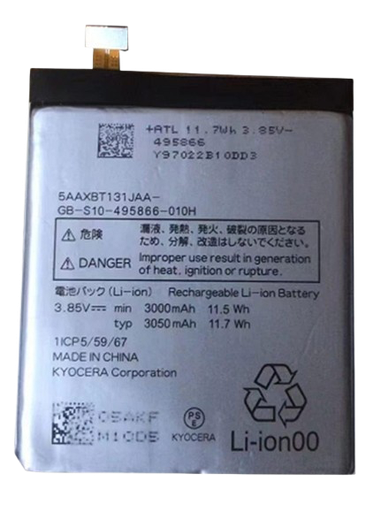 +ATL 11.7Wh 3.85V-
495866
Y97022B10DD3
5AAXBT131JAA-
GB-S10-495866-010H
危険
漏液、発熱、発火、破裂の原因となる
ため、分解、改造はしないでください。
DANGER
Improper use result in generation
of heat, ignition or rupture.
電池パック (Li-ion) Rechargeable Li-ion Battery
3.85V⎓ min 3000mAh 11.5 Wh
typ 3050mAh 11.7 Wh
1ICP5/59/67
MADE IN CHINA
KYOCERA Corporation
05AKF
M10D5
PS
E
KYOCERA
Li-ion00